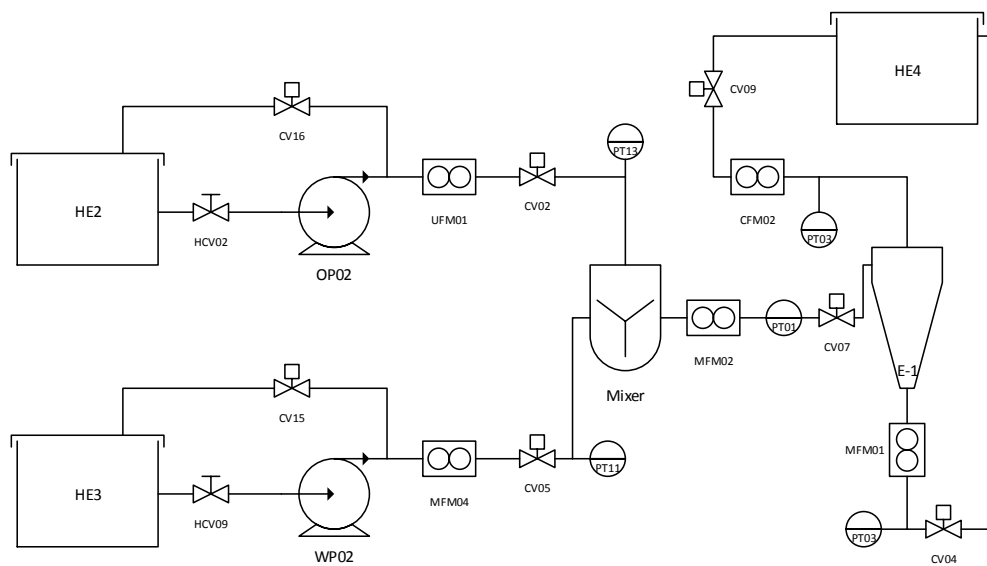 HE4
CV09
CV16
PT13
HE2
CFM02
UFM01
CV02
HCV02
PT03
OP02
PT01
MFM02
CV07
E-1
Mixer
CV15
MFM01
HE3
MFM04
CV05
PT11
HCV09
PT03
WP02
CV04